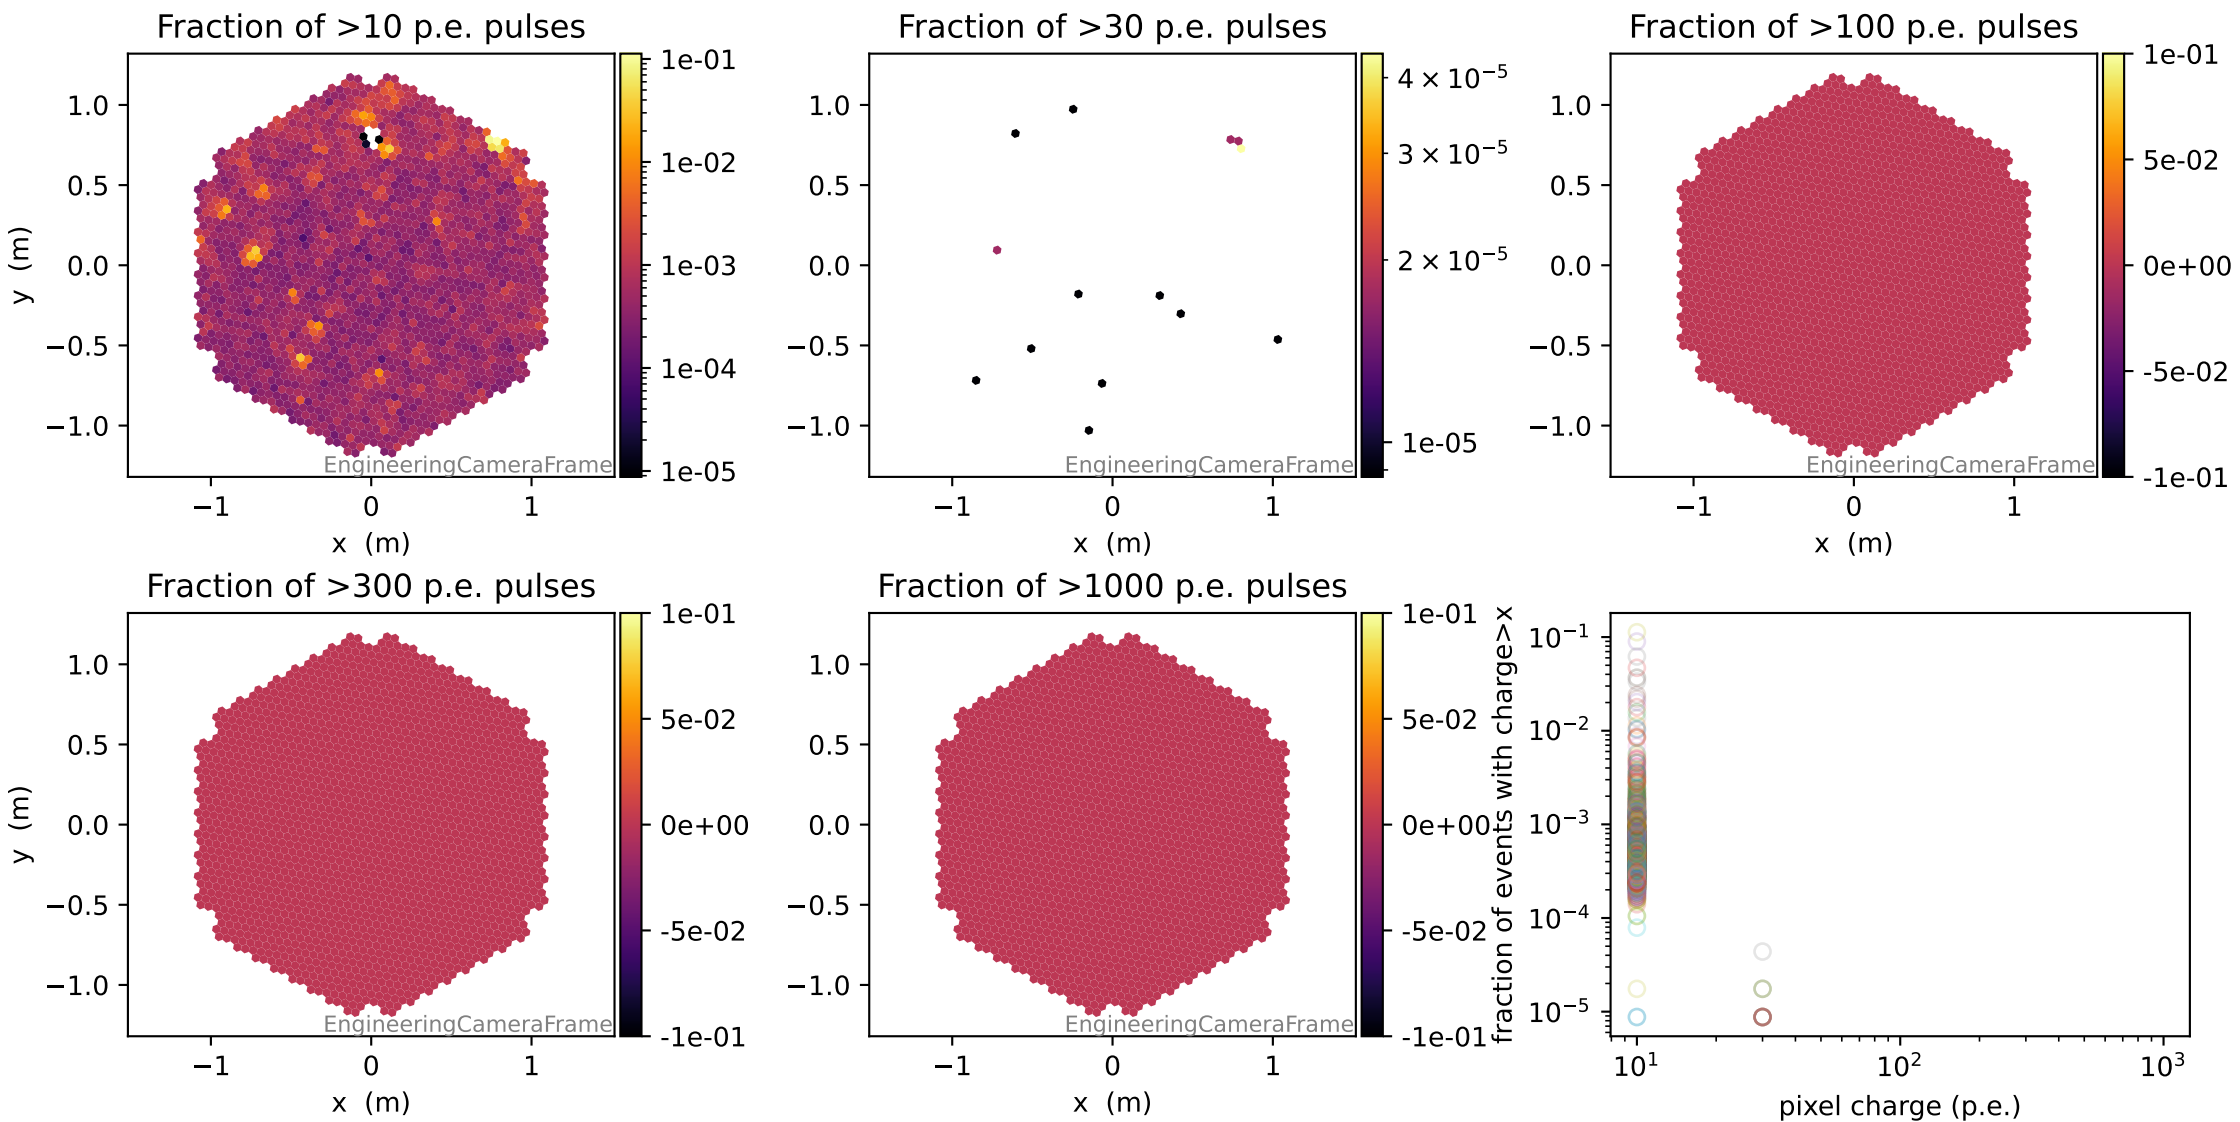 Fraction of >10 p.e. pulses
1.0
0.5
0.0
−0.5
−1.0
y (m)
−1
0
1
x (m)
EngineeringCameraFrame
1e-01
1e-02
1e-03
1e-04
1e-05
Fraction of >30 p.e. pulses
1.0
0.5
0.0
−0.5
−1.0
−1
0
1
x (m)
EngineeringCameraFrame
4×10⁻⁵
3×10⁻⁵
2×10⁻⁵
1e-05
Fraction of >100 p.e. pulses
1.0
0.5
0.0
−0.5
−1.0
−1
0
1
x (m)
EngineeringCameraFrame
1e-01
5e-02
0e+00
-5e-02
-1e-01
Fraction of >300 p.e. pulses
1.0
0.5
0.0
−0.5
−1.0
y (m)
−1
0
1
x (m)
EngineeringCameraFrame
1e-01
5e-02
0e+00
-5e-02
-1e-01
Fraction of >1000 p.e. pulses
1.0
0.5
0.0
−0.5
−1.0
−1
0
1
x (m)
EngineeringCameraFrame
1e-01
5e-02
0e+00
-5e-02
-1e-01
fraction of events with charge>x
10⁻¹
10⁻²
10⁻³
10⁻⁴
10⁻⁵
10¹
10²
10³
pixel charge (p.e.)